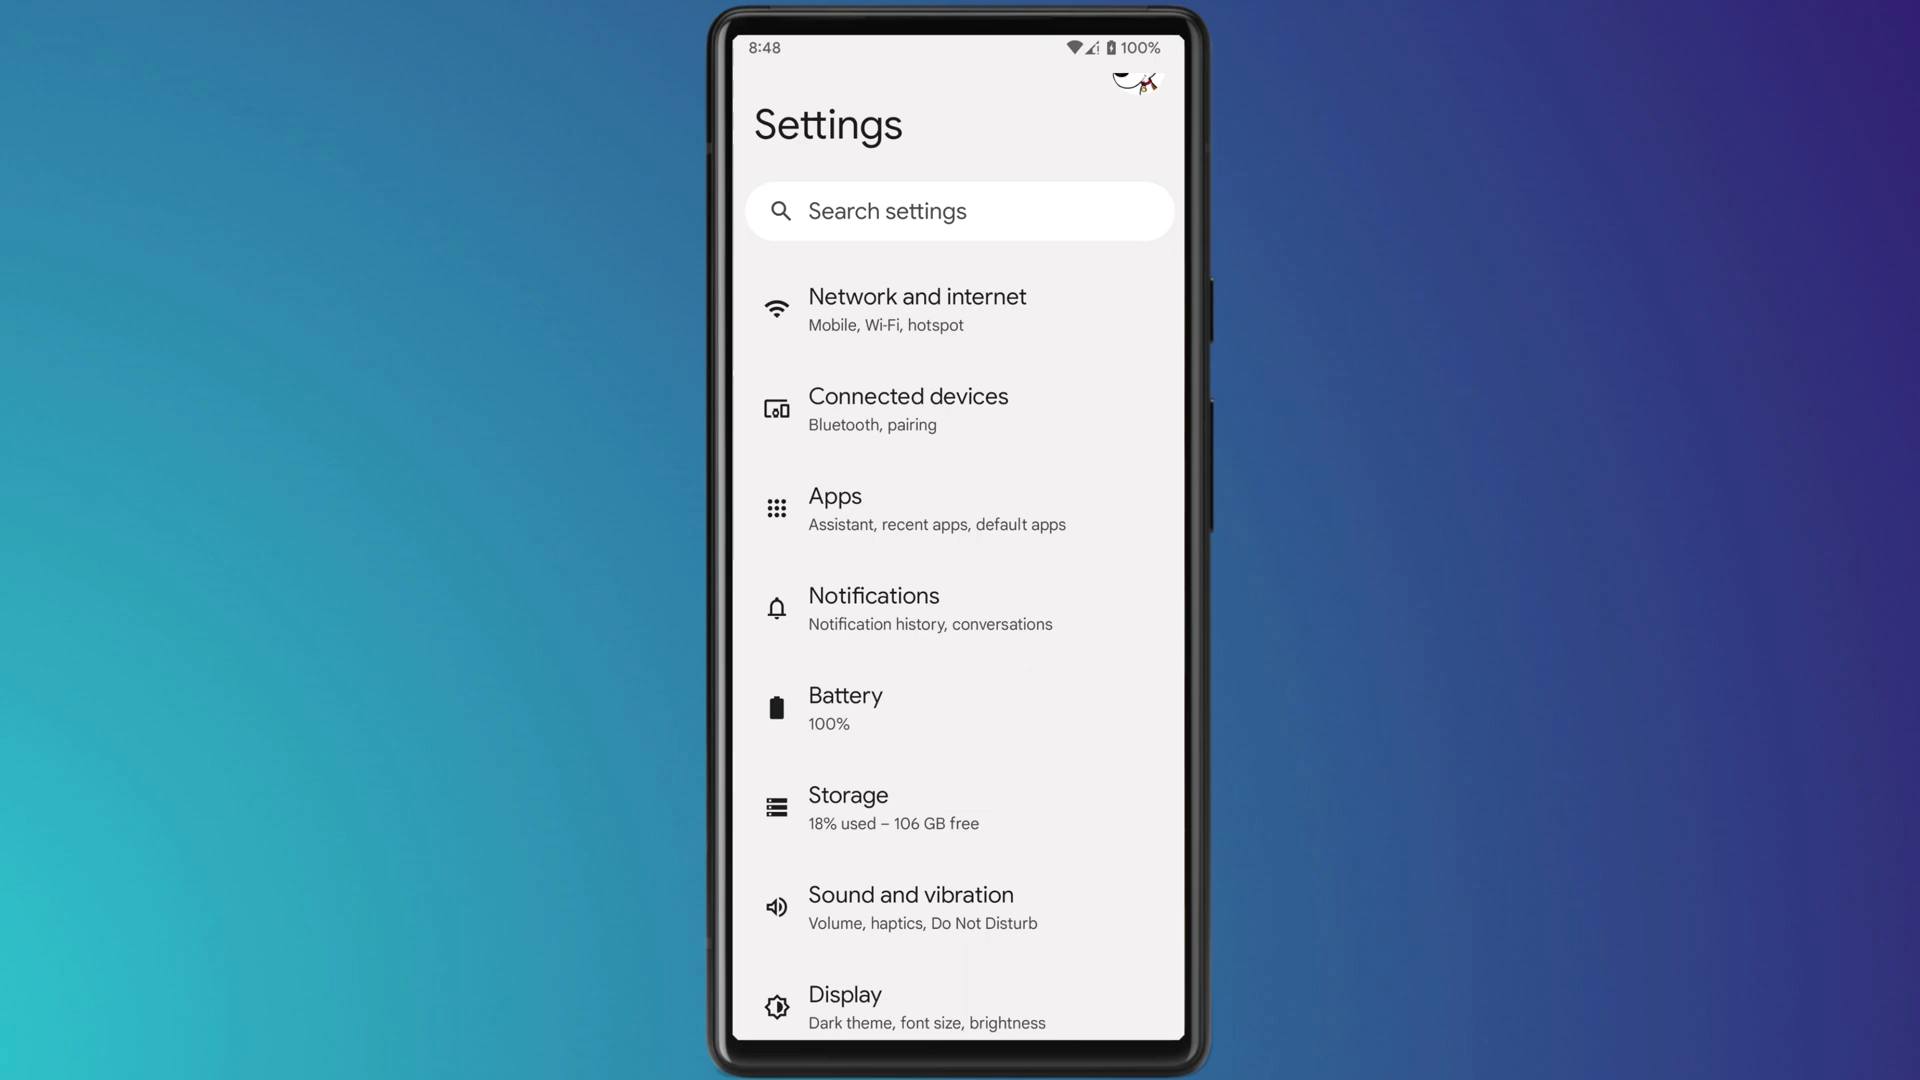 8:48
100%
Settings
Search settings
Network and internet
Mobile, Wi-Fi, hotspot
Connected devices
Bluetooth, pairing
Apps
Assistant, recent apps, default apps
Notifications
Notification history, conversations
Battery
100%
Storage
18% used – 106 GB free
Sound and vibration
Volume, haptics, Do Not Disturb
Display
Dark theme, font size, brightness